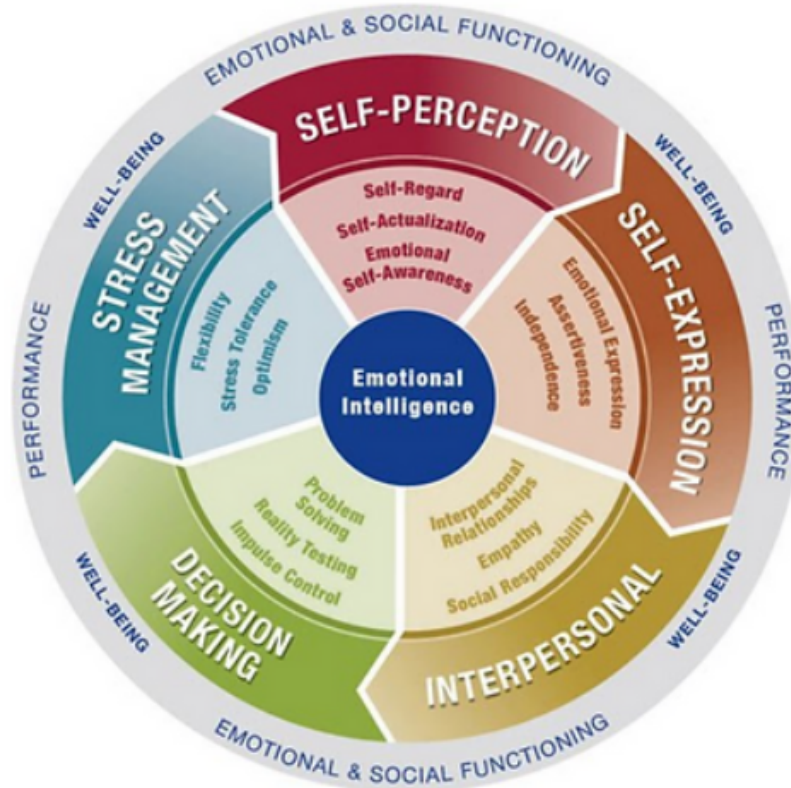 EMOTIONAL & SOCIAL FUNCTIONING
WELL-BEING
WELL-BEING
PERFORMANCE
PERFORMANCE
SELF-PERCEPTION
Self-Regard
Self-Actualization
Emotional
Self-Awareness
SELF-EXPRESSION
Emotional Expression
Assertiveness
Independence
STRESS
MANAGEMENT
Flexibility
Stress Tolerance
Optimism
Emotional
Intelligence
DECISION
MAKING
Problem
Solving
Reality Testing
Impulse Control
INTERPERSONAL
Interpersonal
Relationships
Empathy
Social Responsibility
WELL-BEING
WELL-BEING
EMOTIONAL & SOCIAL FUNCTIONING